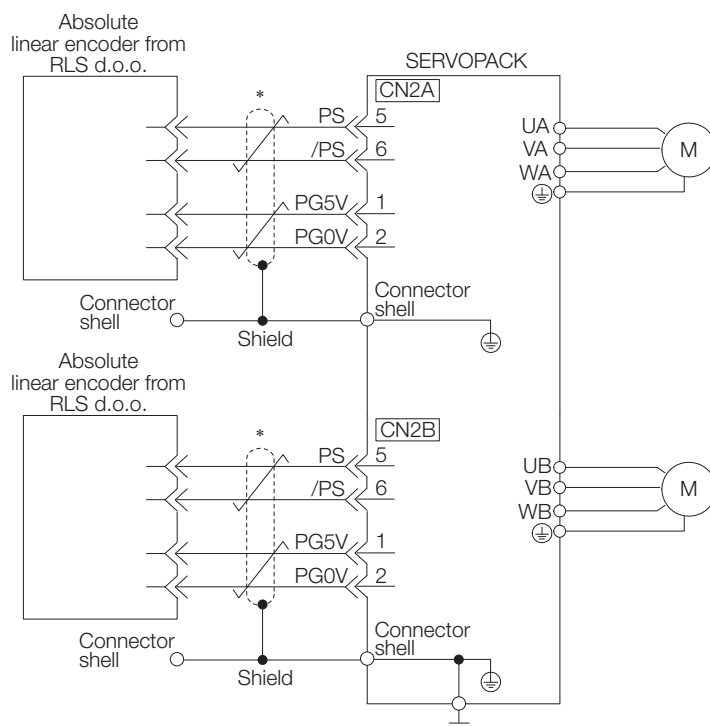 Absolute
linear encoder from
RLS d.o.o.
SERVOPACK
*
CN2A
PS
5
/PS
6
PG5V
1
PG0V
2
Connector
shell
Shield
Connector
shell
UA
VA
WA
M
Absolute
linear encoder from
RLS d.o.o.
*
CN2B
PS
5
/PS
6
PG5V
1
PG0V
2
Connector
shell
Shield
Connector
shell
UB
VB
WB
M